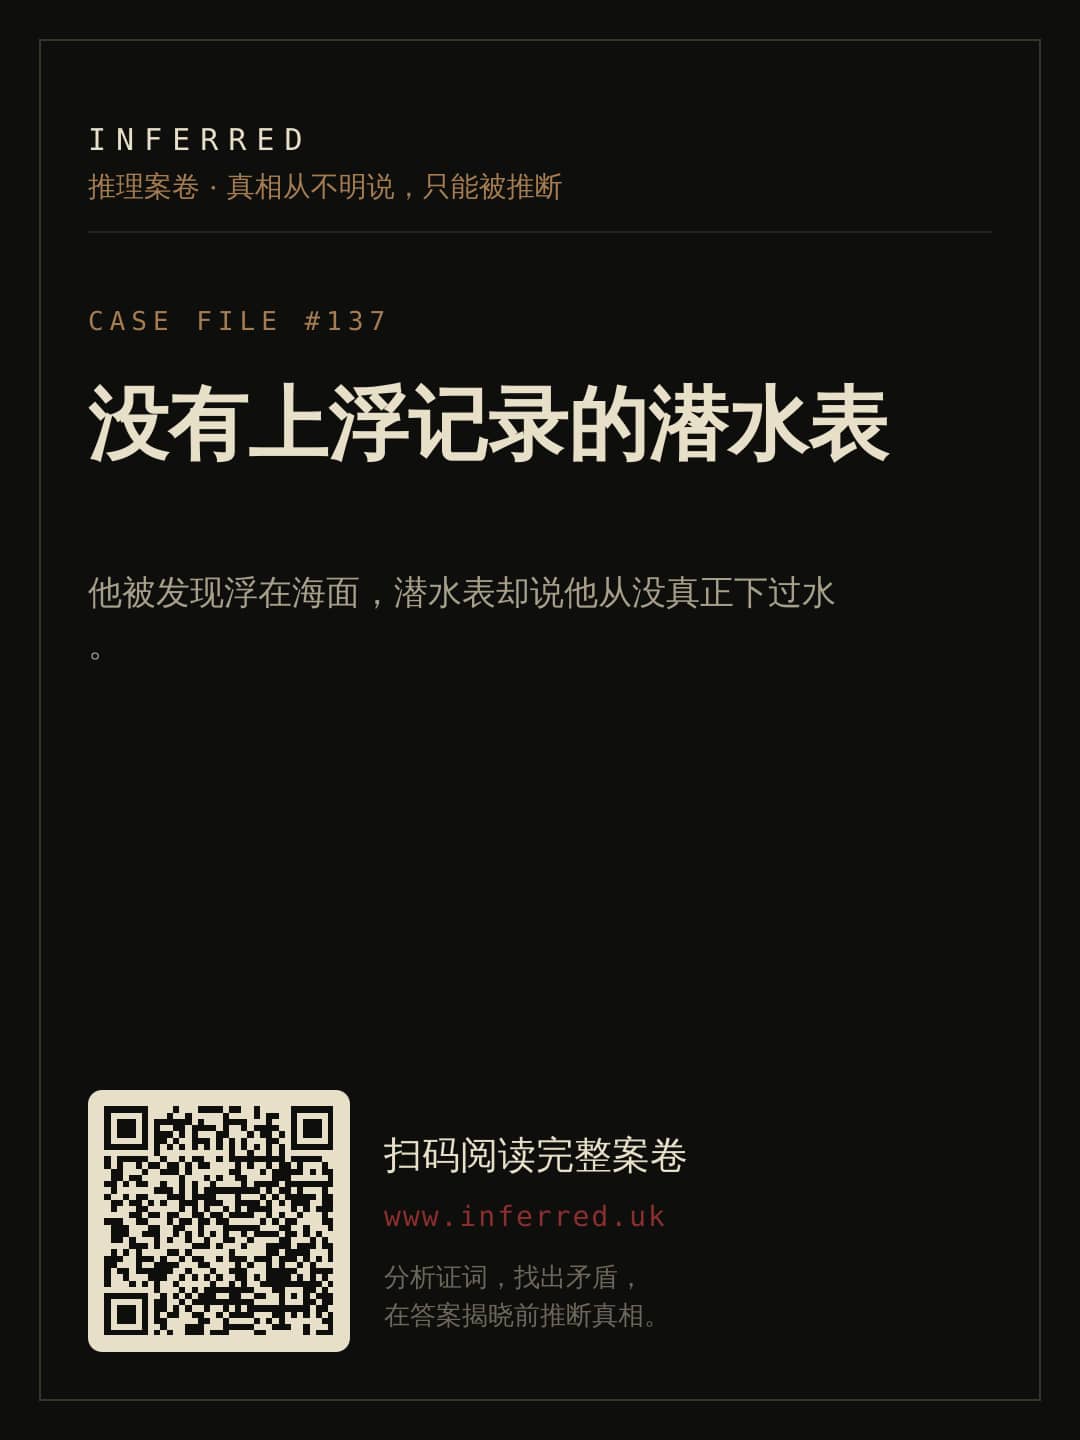 INFERRED
推理案卷 · 真相从不明说，只能被推断
CASE FILE #137
没有上浮记录的潜水表
他被发现浮在海面，潜水表却说他从没真正下过水
。
扫码阅读完整案卷
www.inferred.uk
分析证词，找出矛盾，
在答案揭晓前推断真相。